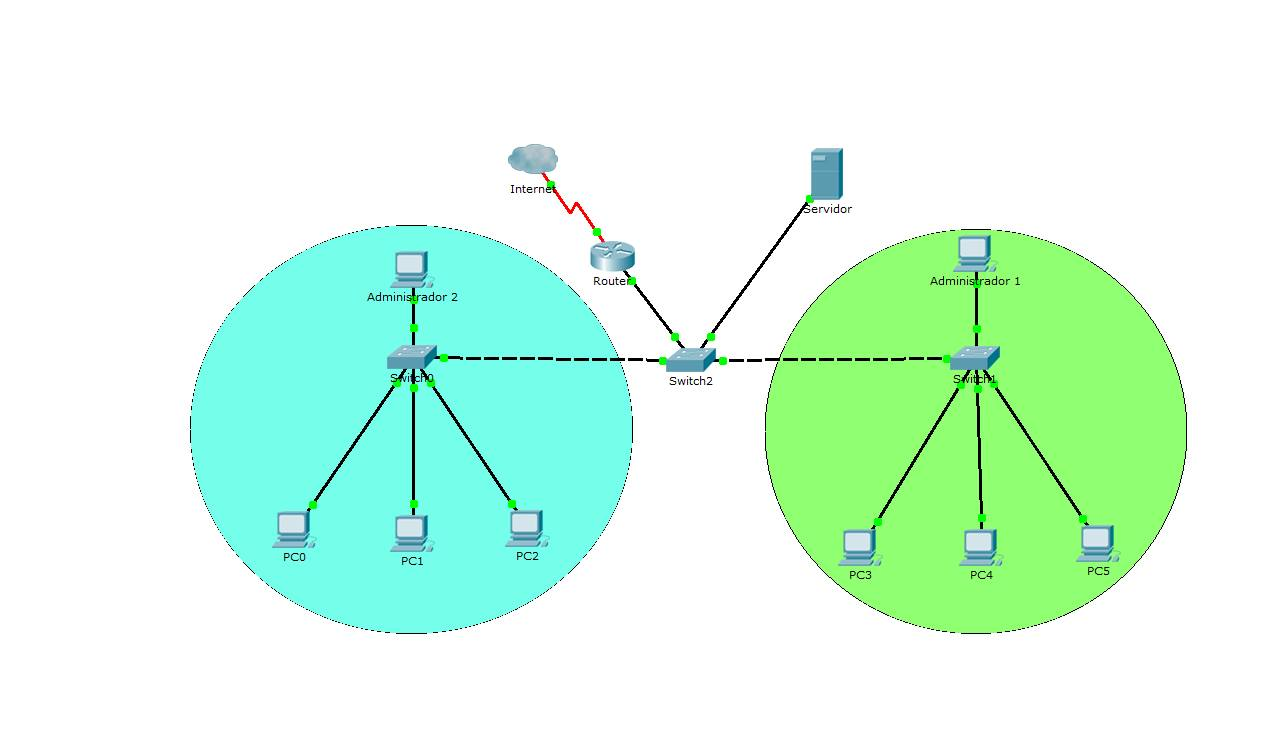 Internet
Servidor
Router
Administrador 2
Administrador 1
Switch0
Switch2
Switch1
PC0
PC1
PC2
PC3
PC4
PC5